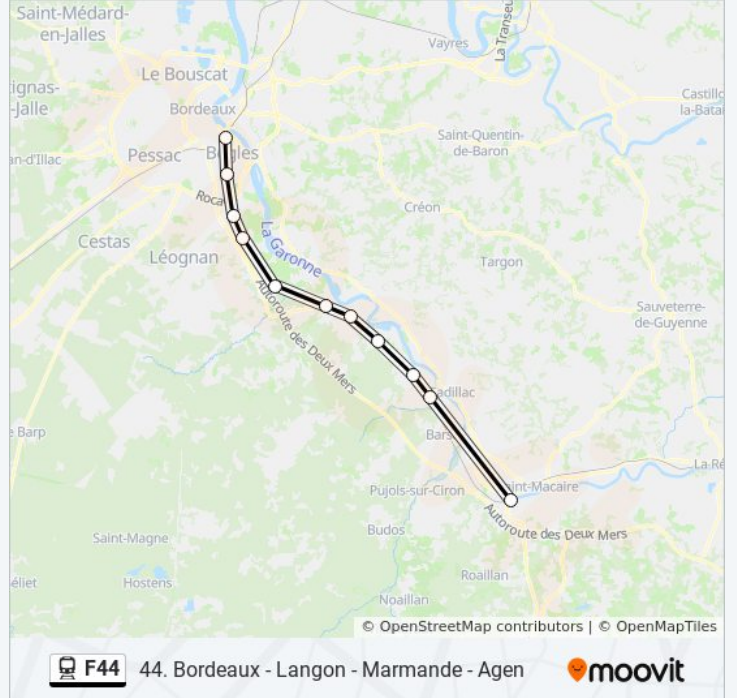 Saint-Médard-
en-Jalles
La Transeu
Vayres
Le Bouscat
ignas-
-Jalle
Castillo
la-Bata
Bordeaux
Saint-Quentin-
de-Baron
an-d'Illac
Pessac
Bègles
Roca
Créon
La Garonne
Cestas
Léognan
Targon
Autoroute des Deux Mers
Sauveterre-
de-Guyenne
Cadillac
e Barp
Bars
La Ré
Pujols-sur-Ciron
aint-Macaire
Autoroute des Deux Mers
Budos
Saint-Magne
Roaillan
éliet
Hostens
Noaillan
© OpenStreetMap contributors | © OpenMapTiles
F44
44. Bordeaux - Langon - Marmande - Agen
moovit